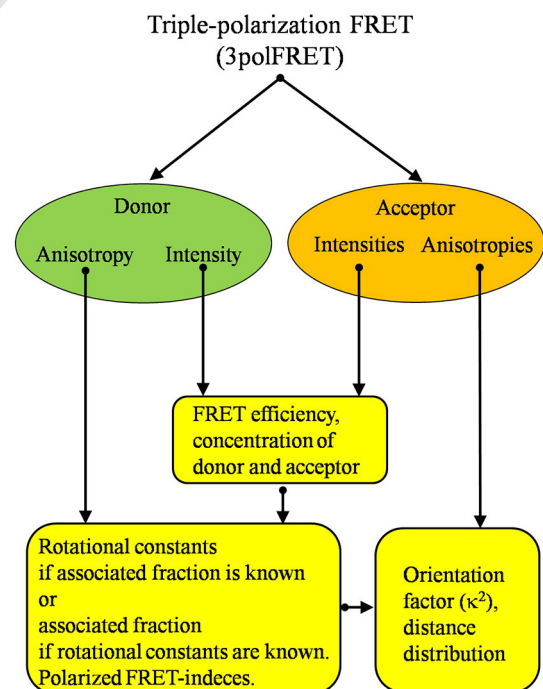 Triple-polarization FRET
(3polFRET)
Donor
Anisotropy
Intensity
Acceptor
Intensities
Anisotropies
FRET efficiency,
concentration of
donor and acceptor
Rotational constants
if associated fraction is known
or
associated fraction
if rotational constants are known.
Polarized FRET-indeces.
Orientation
factor (κ²),
distance
distribution